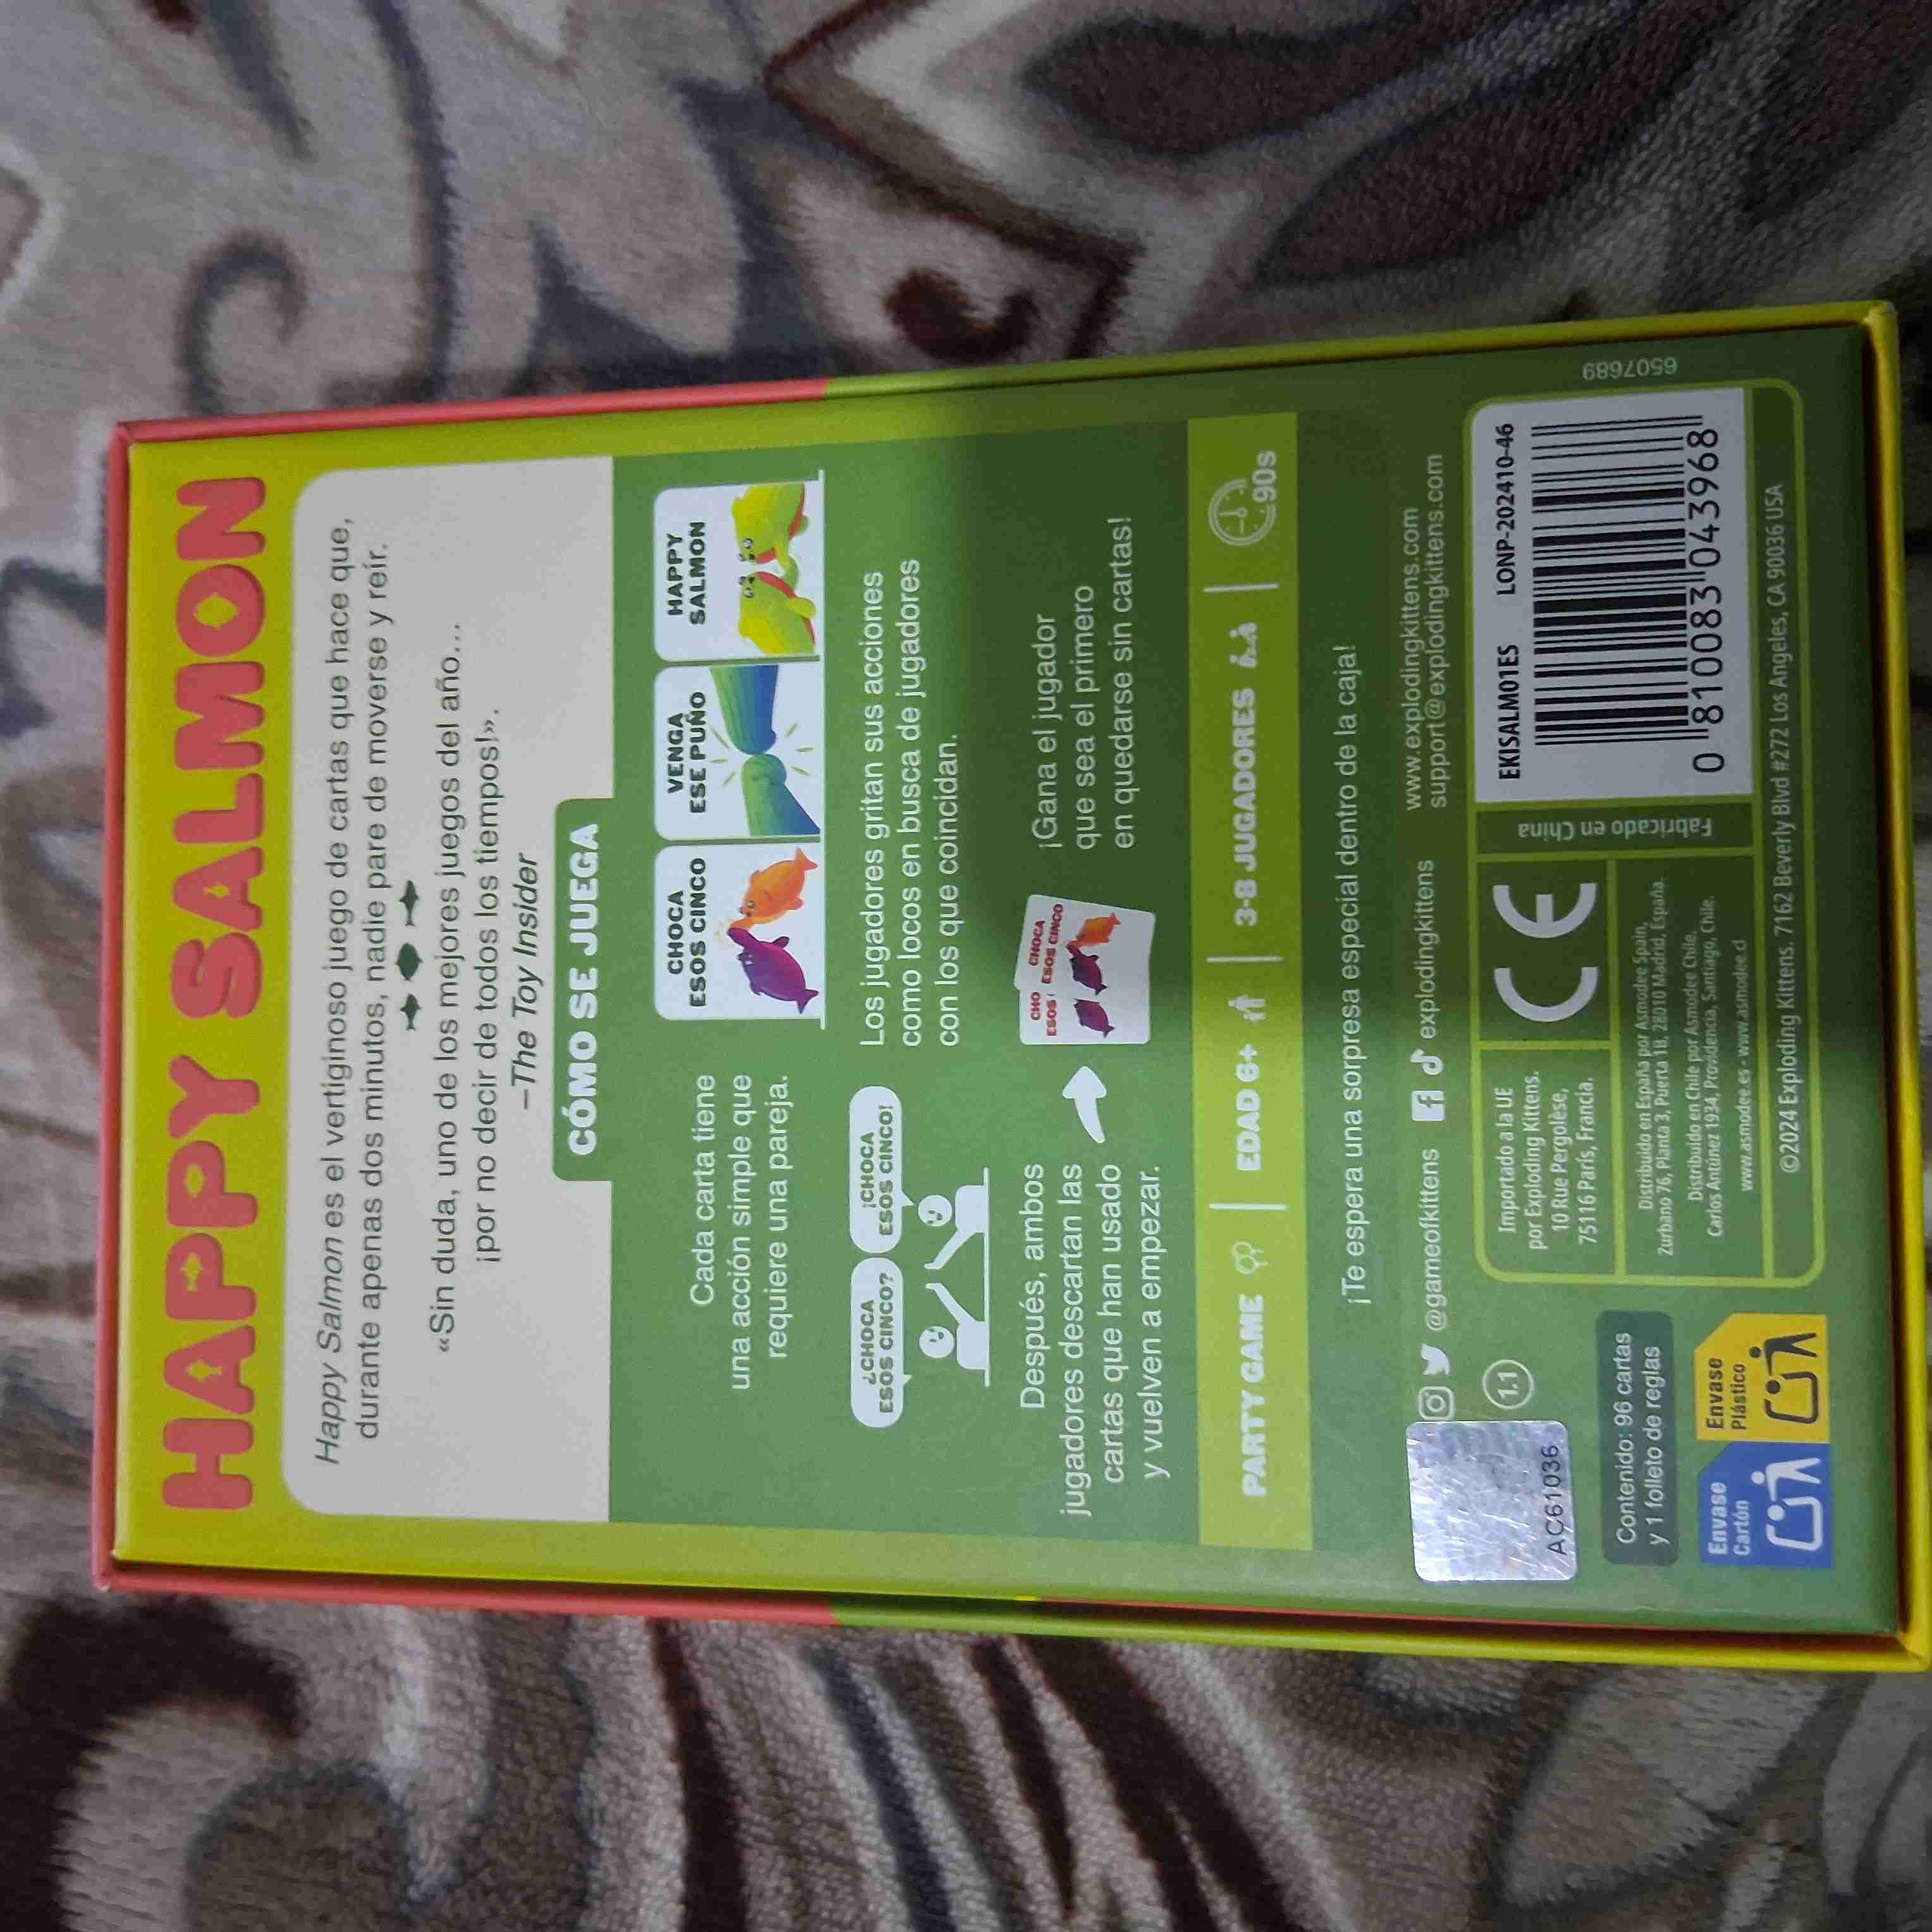 HAPPY SALMON
Happy Salmon es el vertiginoso juego de cartas que hace que,
durante apenas dos minutos, nadie pare de moverse y reír.
«Sin duda, uno de los mejores juegos del año...
¡por no decir de todos los tiempos!».
—The Toy Insider
CÓMO SE JUEGA
Cada carta tiene
una acción simple que
requiere una pareja.
CHOCA
ESOS CINCO
VENGA
ESE PUÑO
HAPPY
SALMON
¿CHOCA
ESOS CINCO?
¡CHOCA
ESOS CINCO!
Los jugadores gritan sus acciones
como locos en busca de jugadores
con los que coincidan.
Después, ambos
jugadores descartan las
cartas que han usado
y vuelven a empezar.
CHO
ESOS
CHOCA
ESOS CINCO
¡Gana el jugador
que sea el primero
en quedarse sin cartas!
PARTY GAME | EDAD 6+ | 3-8 JUGADORES | 90s
¡Te espera una sorpresa especial dentro de la caja!
@gameofkittens explodingkittens
www.explodingkittens.com
support@explodingkittens.com
AC61036
1.1
Contenido: 96 cartas
y 1 folleto de reglas
Envase
Cartón
Envase
Plástico
Importado a la UE
por Exploding Kittens.
10 Rue Pergolèse,
75116 París, Francia.
CE
Distribuido en España por Asmodee Spain,
Zurbano 76, Planta 3, Puerta 1B, 28010 Madrid, España.
Distribuido en Chile por Asmodee Chile,
Carlos Antúnez 1934, Providencia, Santiago, Chile.
www.asmodee.es - www.asmodee.cl
Fabricado en China
EKISALM01ES LONP-202410-46
0 810083 043968
6507689
©2024 Exploding Kittens. 7162 Beverly Blvd #272 Los Angeles, CA 90036 USA